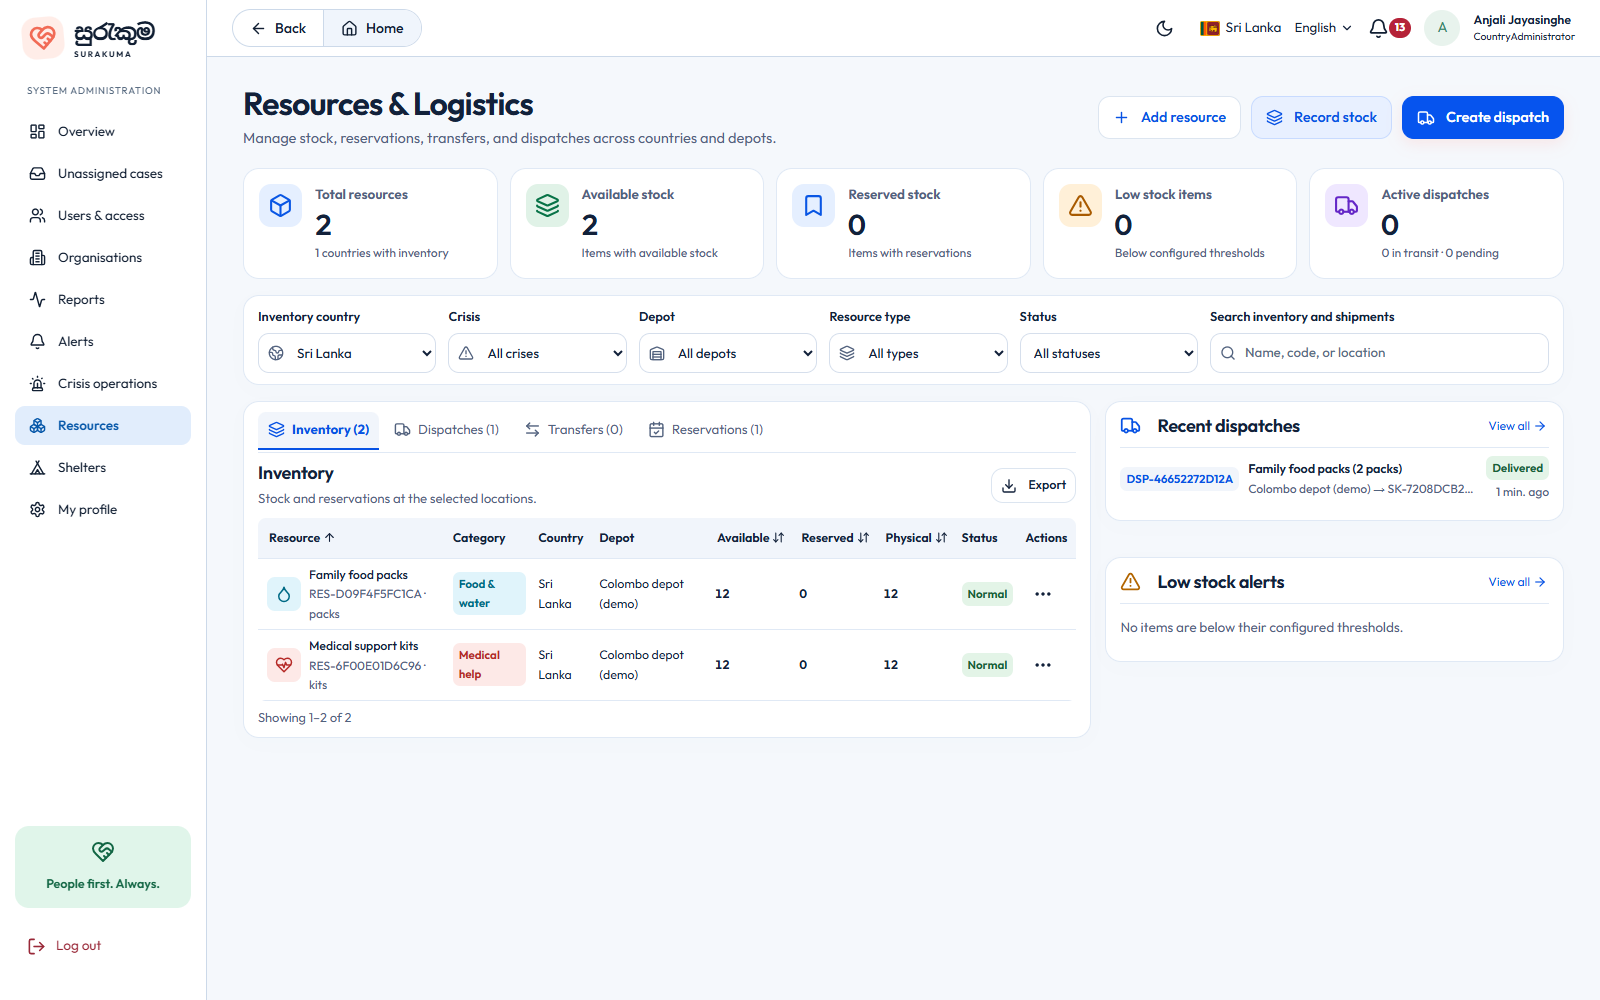 සුරැකුම
SURAKUMA
SYSTEM ADMINISTRATION
Overview
Unassigned cases
Users & access
Organisations
Reports
Alerts
Crisis operations
Resources
Shelters
My profile
People first. Always.
Log out
Back
Home
Sri Lanka
English
13
A
Anjali Jayasinghe
CountryAdministrator
Resources & Logistics
Manage stock, reservations, transfers, and dispatches across countries and depots.
Add resource
Record stock
Create dispatch
Total resources
2
1 countries with inventory
Available stock
2
Items with available stock
Reserved stock
0
Items with reservations
Low stock items
0
Below configured thresholds
Active dispatches
0
0 in transit · 0 pending
Inventory country
Sri Lanka
Crisis
All crises
Depot
All depots
Resource type
All types
Status
All statuses
Search inventory and shipments
Name, code, or location
Inventory (2)
Dispatches (1)
Transfers (0)
Reservations (1)
Inventory
Stock and reservations at the selected locations.
Export
Resource ↑ Category Country Depot Available ↓↑ Reserved ↓↑ Physical ↓↑ Status Actions
Family food packs
RES-D09F4F5FC1CA ·
packs
Food &
water
Sri
Lanka
Colombo depot
(demo)
12
0
12
Normal
•••
Medical support kits
RES-6F00E01D6C96 ·
kits
Medical
help
Sri
Lanka
Colombo depot
(demo)
12
0
12
Normal
•••
Showing 1–2 of 2
Recent dispatches
View all →
DSP-46652272D12A
Family food packs (2 packs)
Colombo depot (demo) → SK-7208DCB2...
Delivered
1 min. ago
Low stock alerts
View all →
No items are below their configured thresholds.